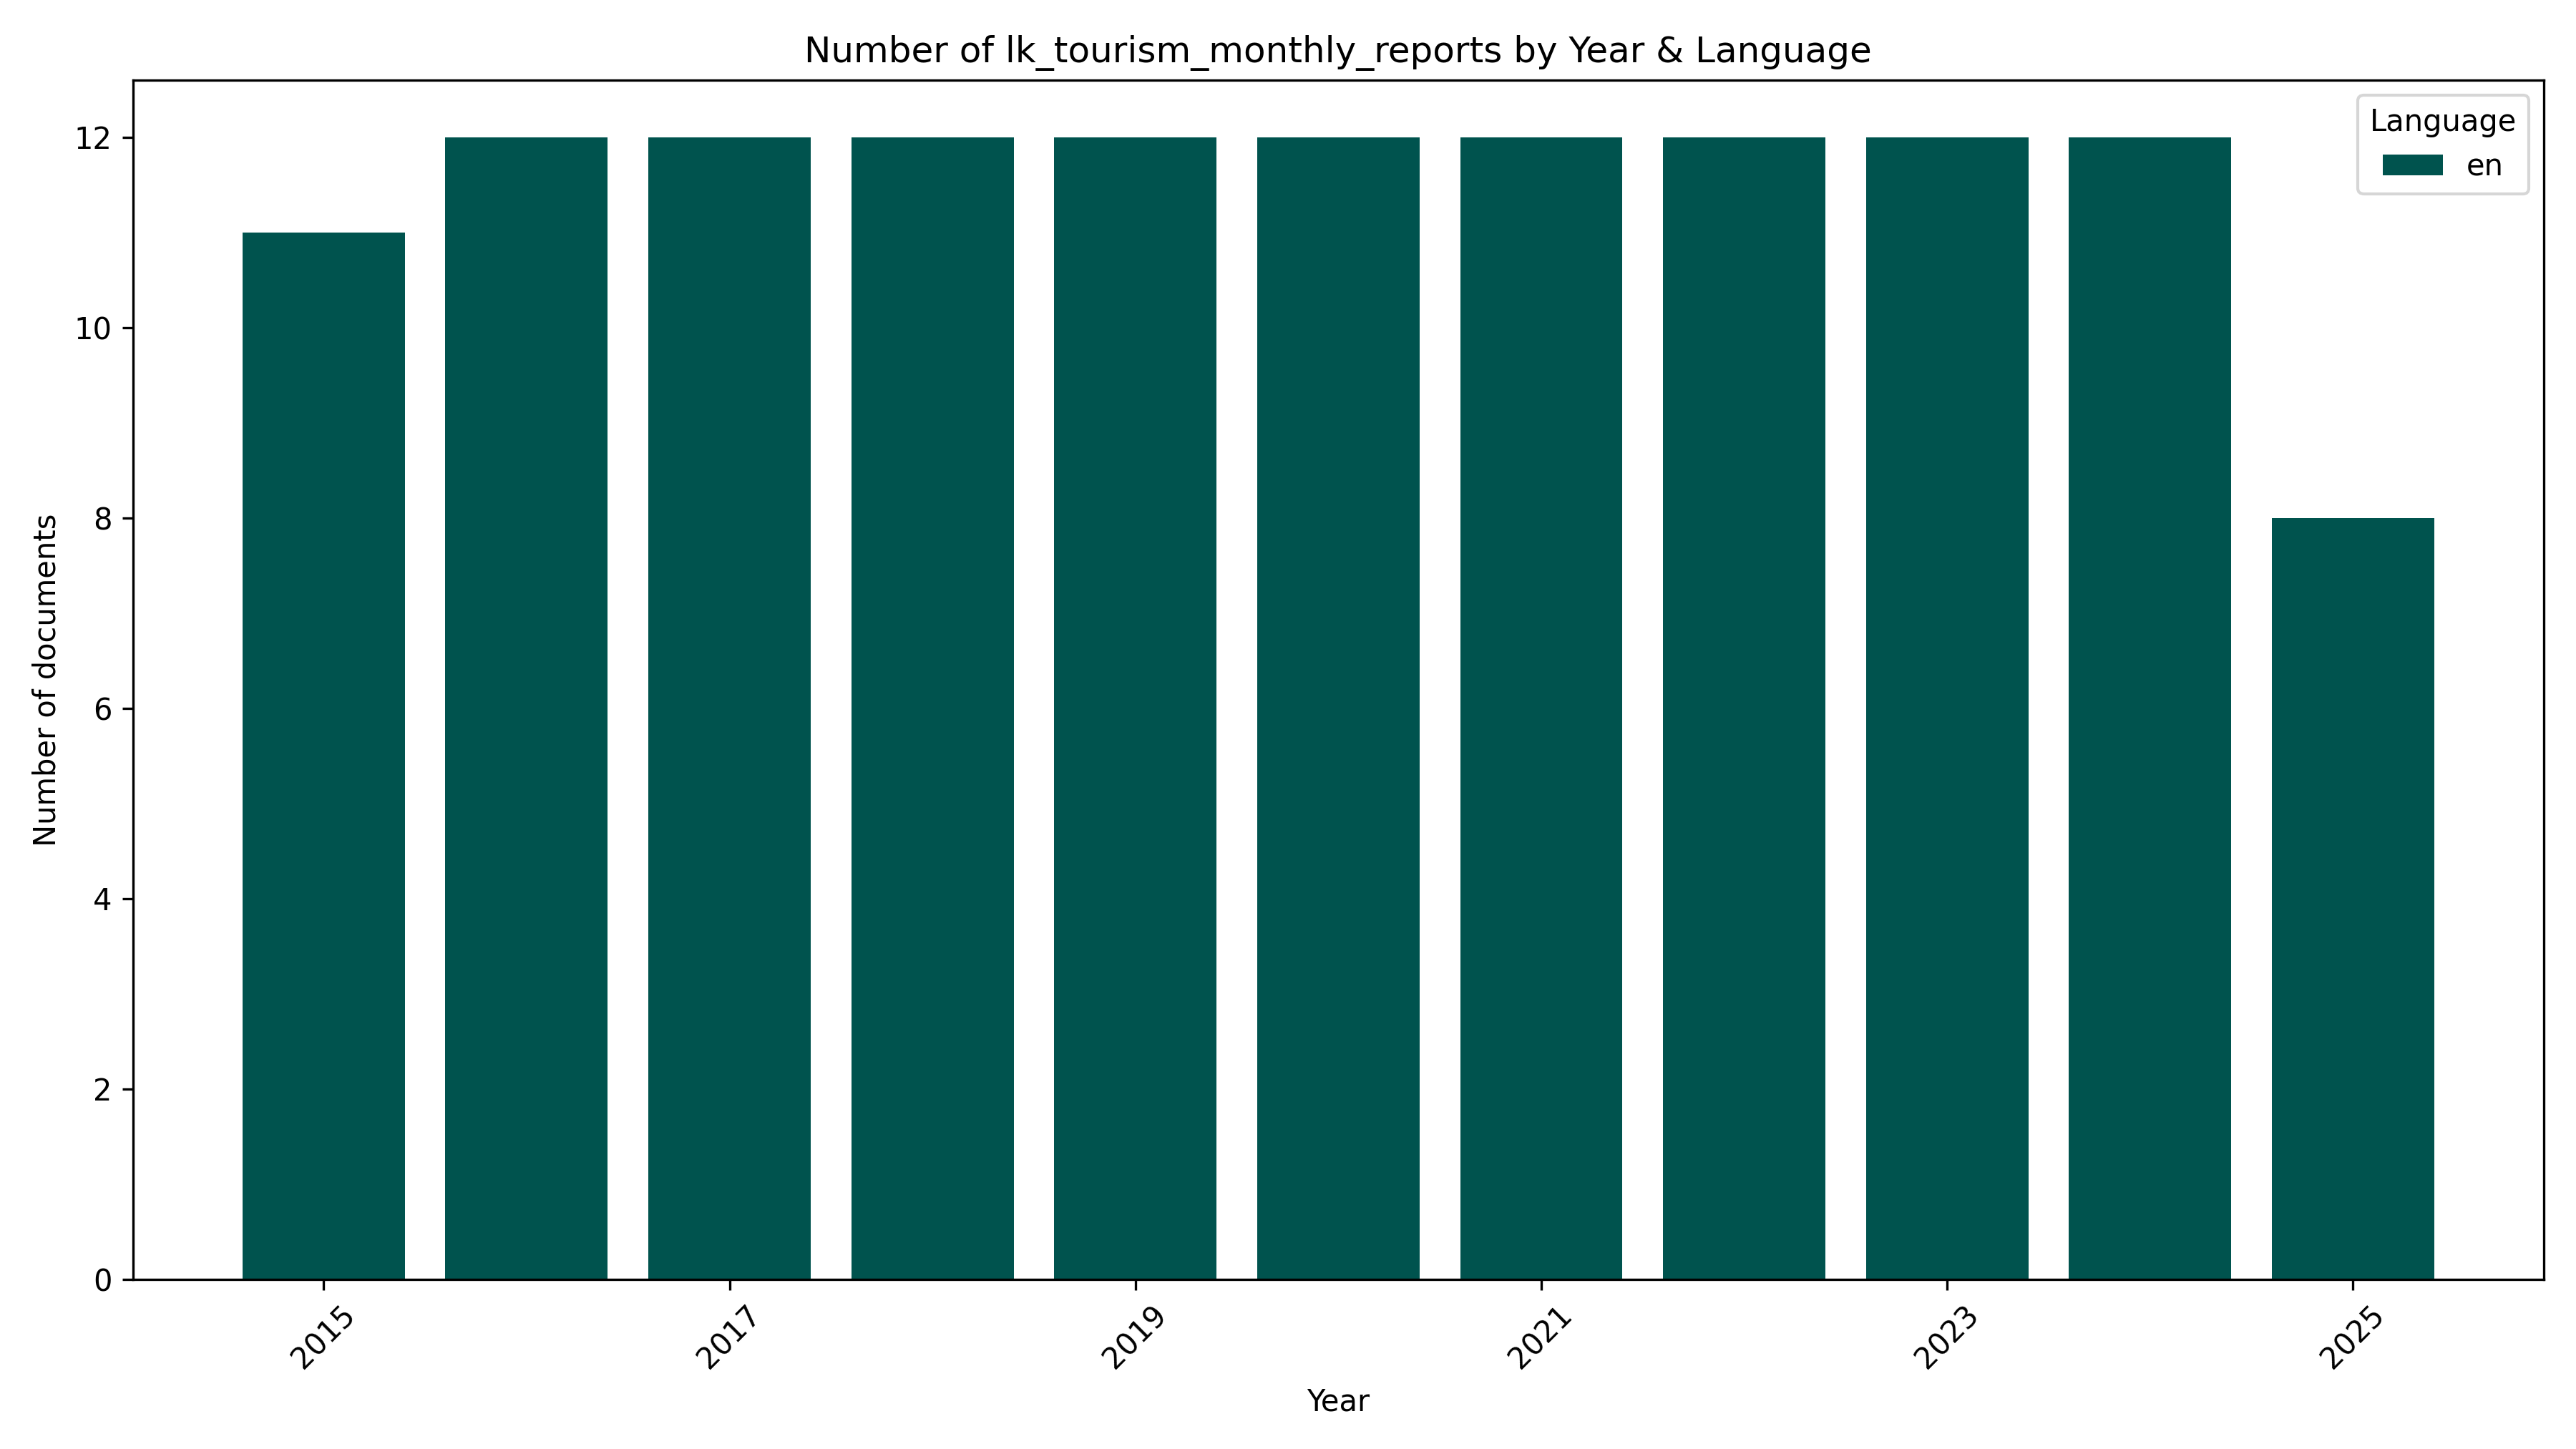 Number of lk_tourism_monthly_reports by Year & Language
Language
en
Number of documents
12
10
8
6
4
2
0
2015
2017
2019
2021
2023
2025
Year